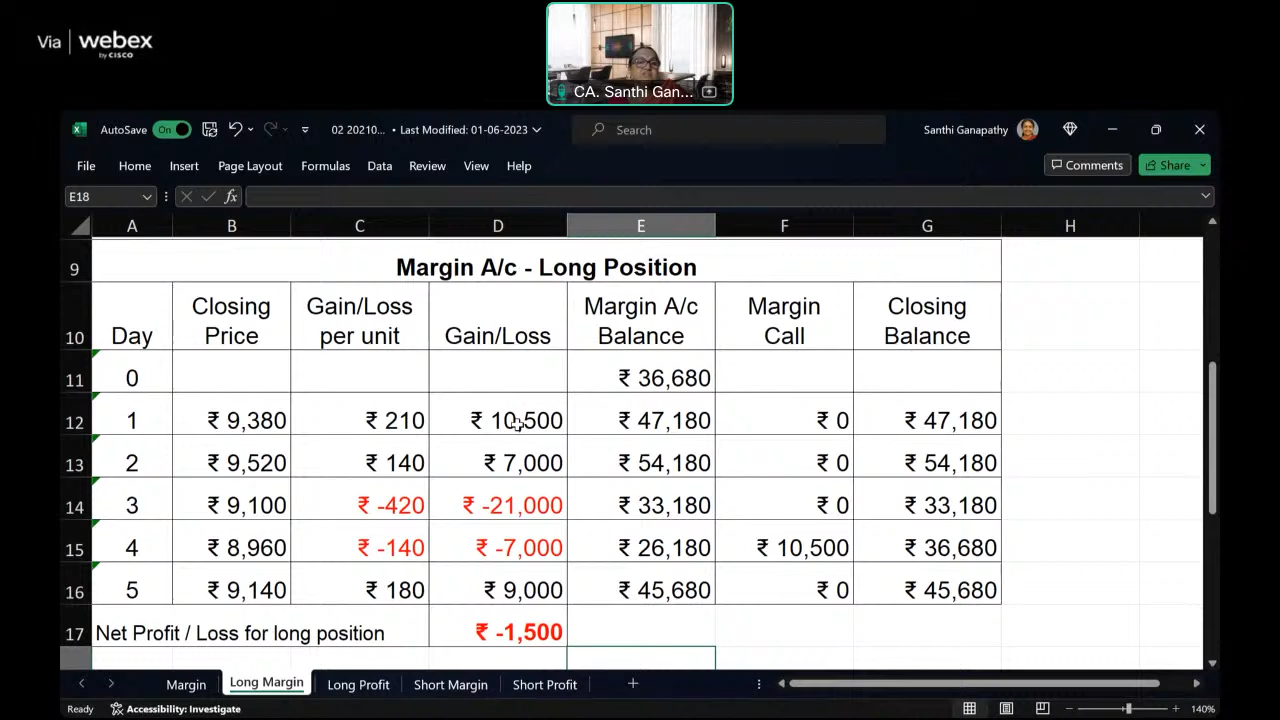 Via | webex
by CISCO
CA. Santhi Gan...
AutoSave On 02 20210... • Last Modified: 01-06-2023 Search Santhi Ganapathy
File Home Insert Page Layout Formulas Data Review View Help Comments Share
E18 fx
A B C D E F G H
9 Margin A/c - Long Position
Closing Gain/Loss Margin A/c Margin Closing
10 Day Price per unit Gain/Loss Balance Call Balance
11 0 ₹ 36,680
12 1 ₹ 9,380 ₹ 210 ₹ 10,500 ₹ 47,180 ₹ 0 ₹ 47,180
13 2 ₹ 9,520 ₹ 140 ₹ 7,000 ₹ 54,180 ₹ 0 ₹ 54,180
14 3 ₹ 9,100 ₹ -420 ₹ -21,000 ₹ 33,180 ₹ 0 ₹ 33,180
15 4 ₹ 8,960 ₹ -140 ₹ -7,000 ₹ 26,180 ₹ 10,500 ₹ 36,680
16 5 ₹ 9,140 ₹ 180 ₹ 9,000 ₹ 45,680 ₹ 0 ₹ 45,680
17 Net Profit / Loss for long position ₹ -1,500
Margin Long Margin Long Profit Short Margin Short Profit
Ready Accessibility: Investigate 140%